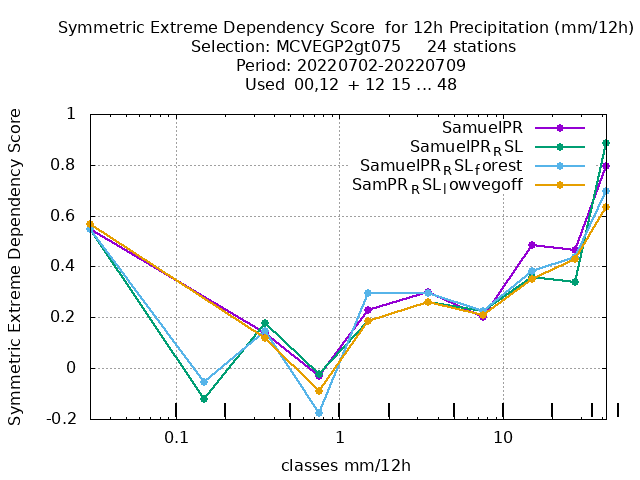 Symmetric Extreme Dependency Score  for 12h Precipitation (mm/12h)
Selection: MCVEGP2gt075     24 stations
Period: 20220702-20220709
Used  00,12  + 12 15 ... 48
Symmetric Extreme Dependency Score
1
0.8
0.6
0.4
0.2
0
-0.2
SamuelPR
SamuelPR_RSL
SamuelPR_RSL_forest
SamPR_RSL_lowvegoff
0.1
1
10
classes mm/12h